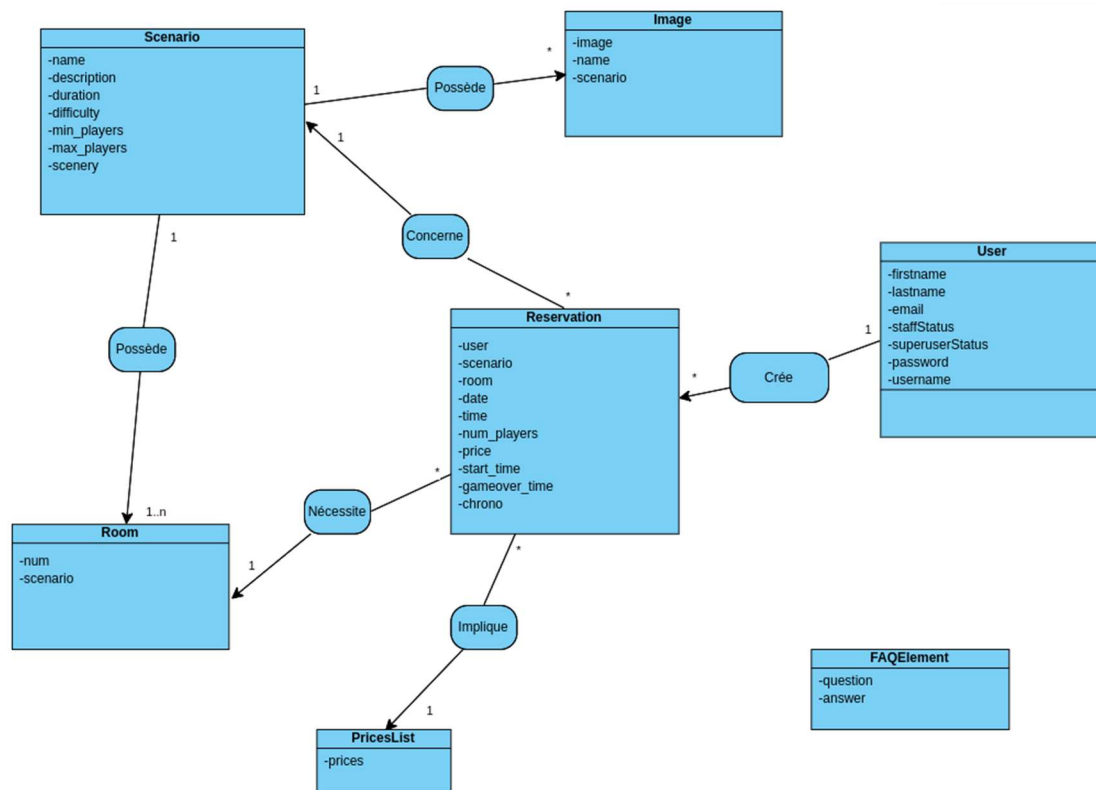 Scenario
-name
-description
-duration
-difficulty
-min_players
-max_players
-scenery
Image
-image
-name
-scenario
1
Possède
*
1
Concerne
*
1
Possède
1..n
Reservation
-user
-scenario
-room
-date
-time
-num_players
-price
-start_time
-gameover_time
-chrono
User
-firstname
-lastname
-email
-staffStatus
-superuserStatus
-password
-username
1
Crée
*
*
Nécessite
1
Room
-num
-scenario
*
Implique
1
PricesList
-prices
FAQElement
-question
-answer